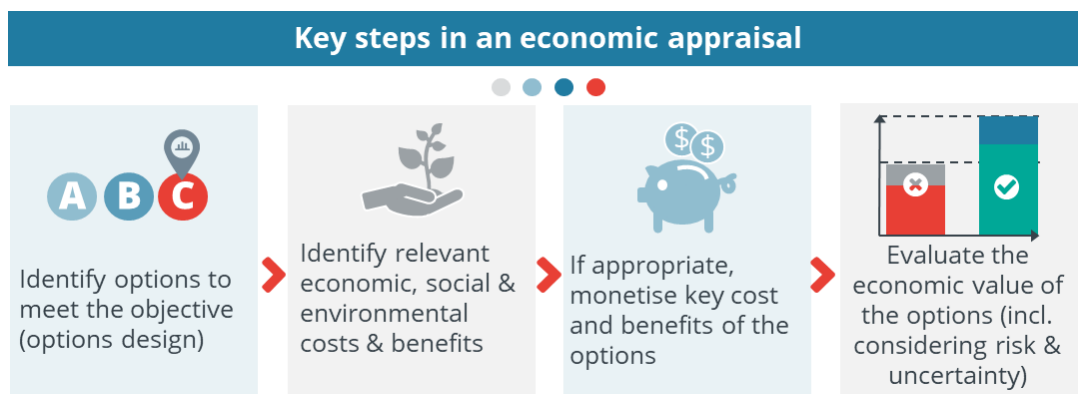 Key steps in an economic appraisal
A B C
Identify options to
meet the objective
(options design)
Identify relevant
economic, social &
environmental
costs & benefits
$ $
If appropriate,
monetise key cost
and benefits of the
options
Evaluate the
economic value of
the options (incl.
considering risk &
uncertainty)